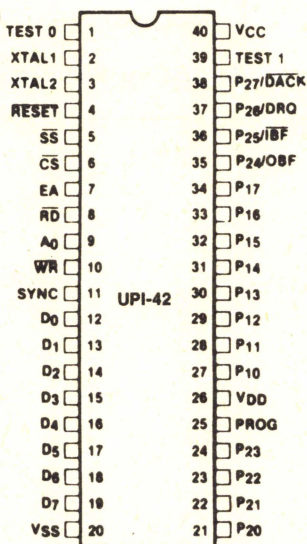 TEST 0 1 40 VCC
XTAL1 2 39 TEST 1
XTAL2 3 38 P27/DACK
RESET 4 37 P26/DRQ
SS 5 36 P25/IBF
CS 6 35 P24/OBF
EA 7 34 P17
RD 8 33 P16
A0 9 32 P15
WR 10 31 P14
SYNC 11 UPI-42 30 P13
D0 12 29 P12
D1 13 28 P11
D2 14 27 P10
D3 15 26 VDD
D4 16 25 PROG
D5 17 24 P23
D6 18 23 P22
D7 19 22 P21
VSS 20 21 P20